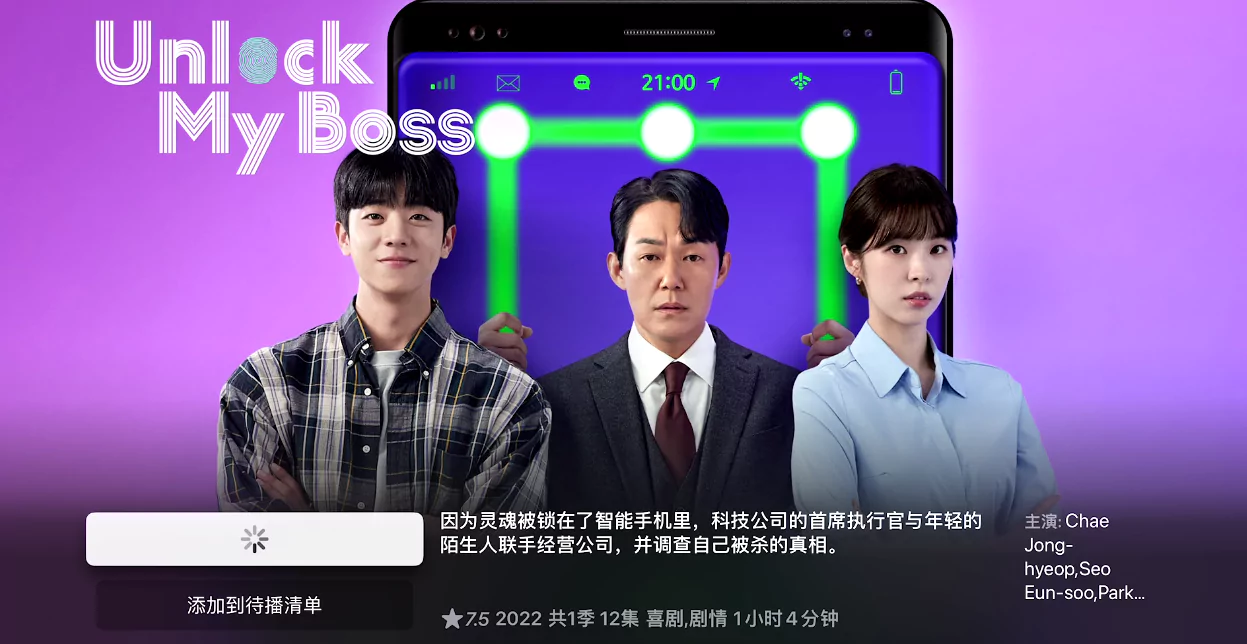 Unlock
My Boss
21:00
因为灵魂被锁在了智能手机里，科技公司的首席执行官与年轻的
陌生人联手经营公司，并调查自己被杀的真相。
主演: Chae
Jong-
hyeop,Seo
Eun-soo,Park...
添加到待播清单
7.5 2022 共1季 12集 喜剧,剧情 1小时4分钟